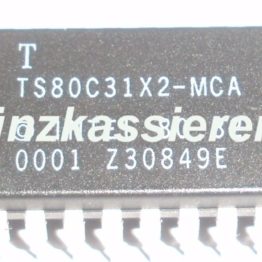 T
TS80C31X2-MCA
inzkassieren
0001 Z30849E